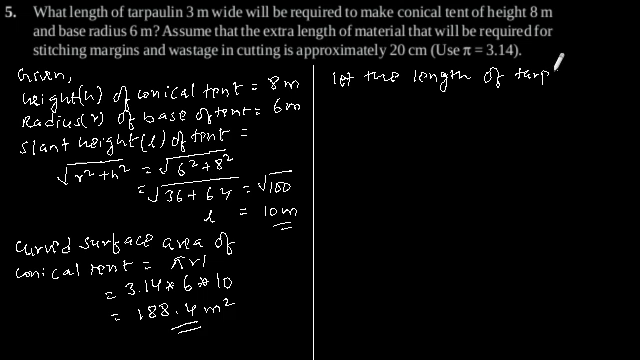 5. What length of tarpaulin 3 m wide will be required to make conical tent of height 8 m
and base radius 6 m? Assume that the extra length of material that will be required for
stitching margins and wastage in cutting is approximately 20 cm (Use π = 3.14).
Given,
height(h) of conical tent = 8m
Radius(r) of base of tent = 6m
slant height(l) of tent =
√r²+h² = √6²+8²
= √36+64 = √100
l = 10m
curved surface area of
conical tent = πrl
= 3.14*6*10
= 188.4 m²
let the length of tarp